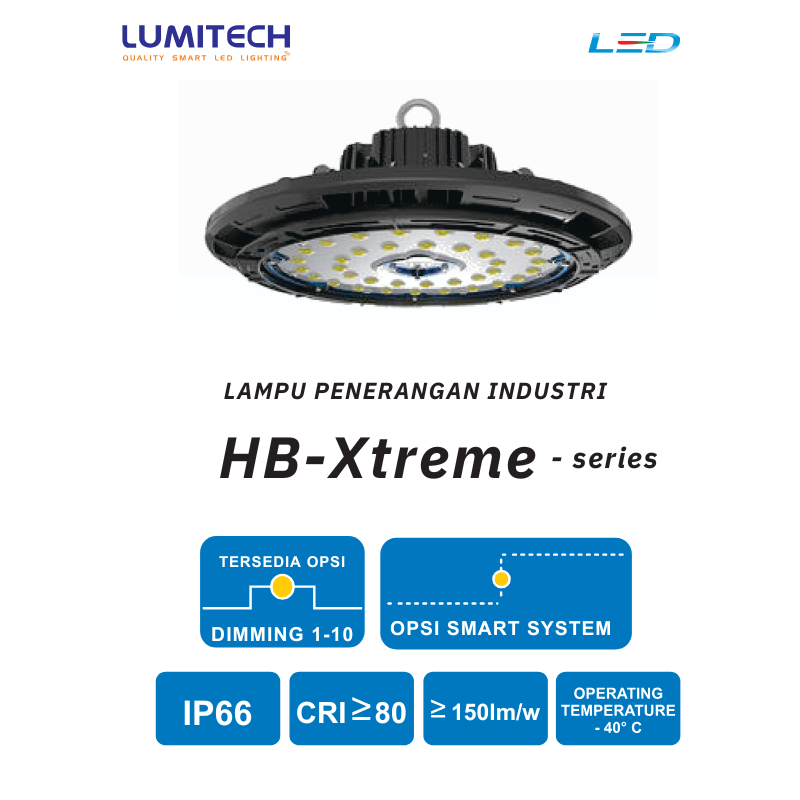 LUMITECH
QUALITY SMART LED LIGHTING
LED
LAMPU PENERANGAN INDUSTRI
HB-Xtreme - series
TERSEDIA OPSI
DIMMING 1-10
OPSI SMART SYSTEM
IP66
CRI ≥ 80
≥ 150lm/w
OPERATING
TEMPERATURE
- 40° C